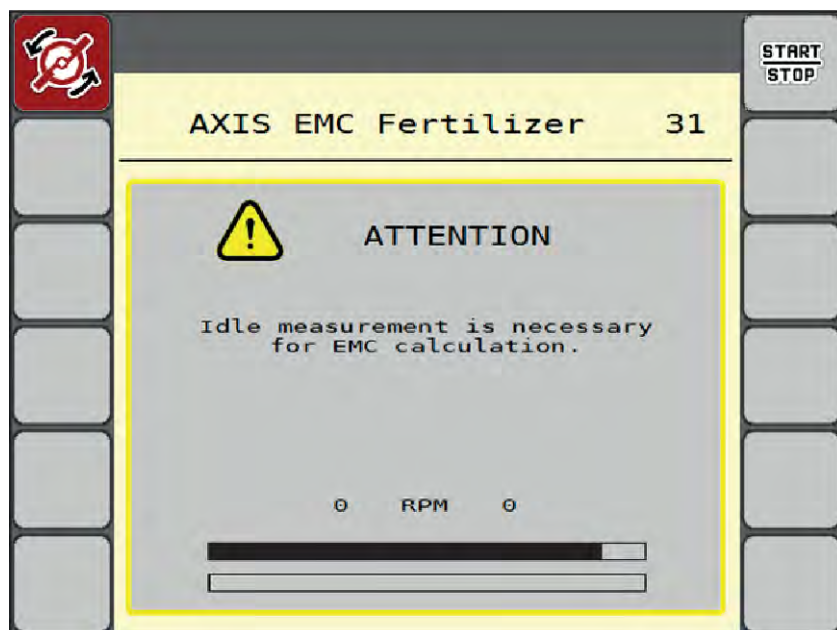 START
STOP
AXIS EMC Fertilizer 31
! ATTENTION
Idle measurement is necessary
for EMC calculation.
0 RPM 0